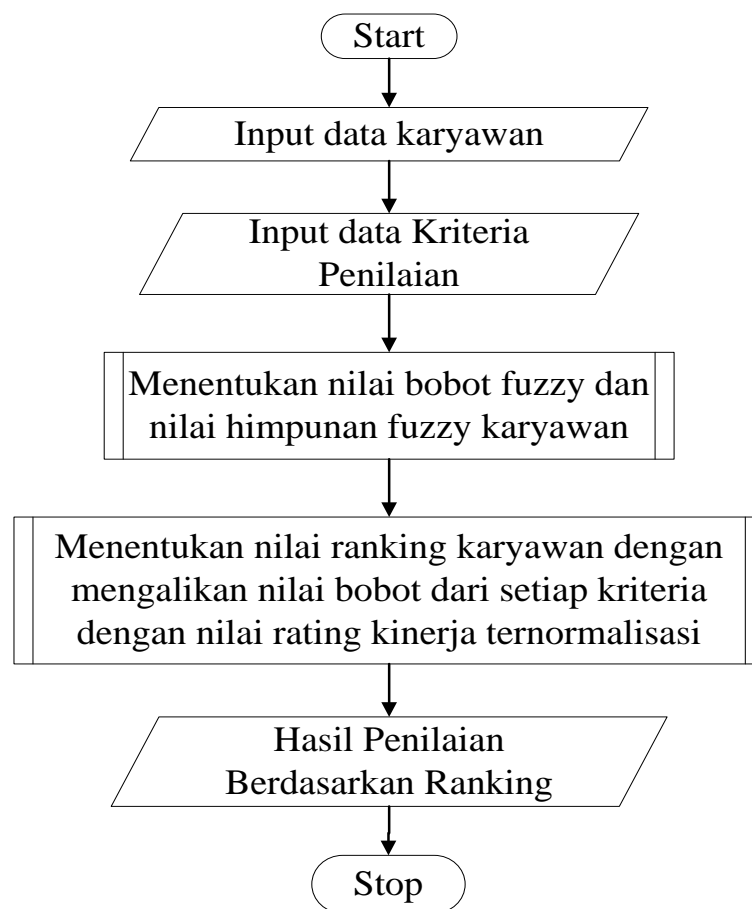 Start
Input data karyawan
Input data Kriteria
Penilaian
Menentukan nilai bobot fuzzy dan
nilai himpunan fuzzy karyawan
Menentukan nilai ranking karyawan dengan
mengalikan nilai bobot dari setiap kriteria
dengan nilai rating kinerja ternormalisasi
Hasil Penilaian
Berdasarkan Ranking
Stop